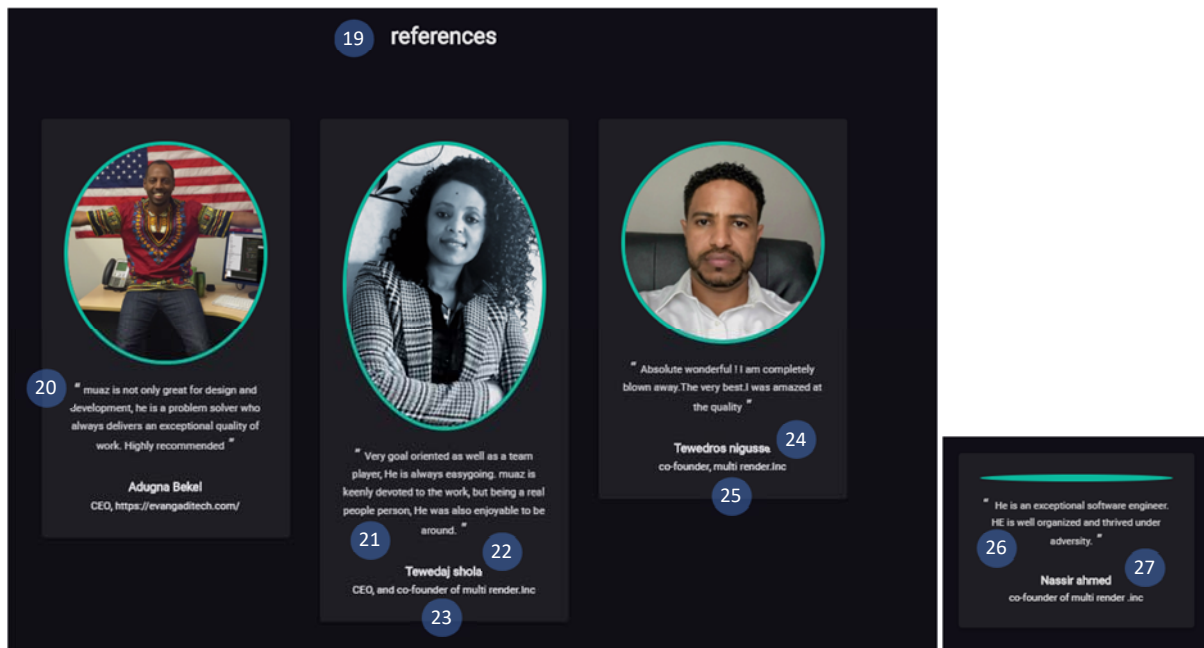 19 references
20 “ muaz is not only great for design and
development, he is a problem solver who
always delivers an exceptional quality of
work. Highly recommended ”
Adugna Bekel
CEO, https://evangaditech.com/
“ Very goal oriented as well as a team
player, He is always easygoing. muaz is
keenly devoted to the work, but being a real
people person, He was also enjoyable to be
around. ”
21
22
Tewedaj shola
CEO, and co-founder of multi render.Inc
23
“ Absolute wonderful ! I am completely
blown away.The very best.I was amazed at
the quality ”
24
Tewedros nigusse
co-founder, multi render.Inc
25
“ He is an exceptional software engineer.
HE is well organized and thrived under
adversity. ”
26
27
Nassir ahmed
co-founder of multi render .inc